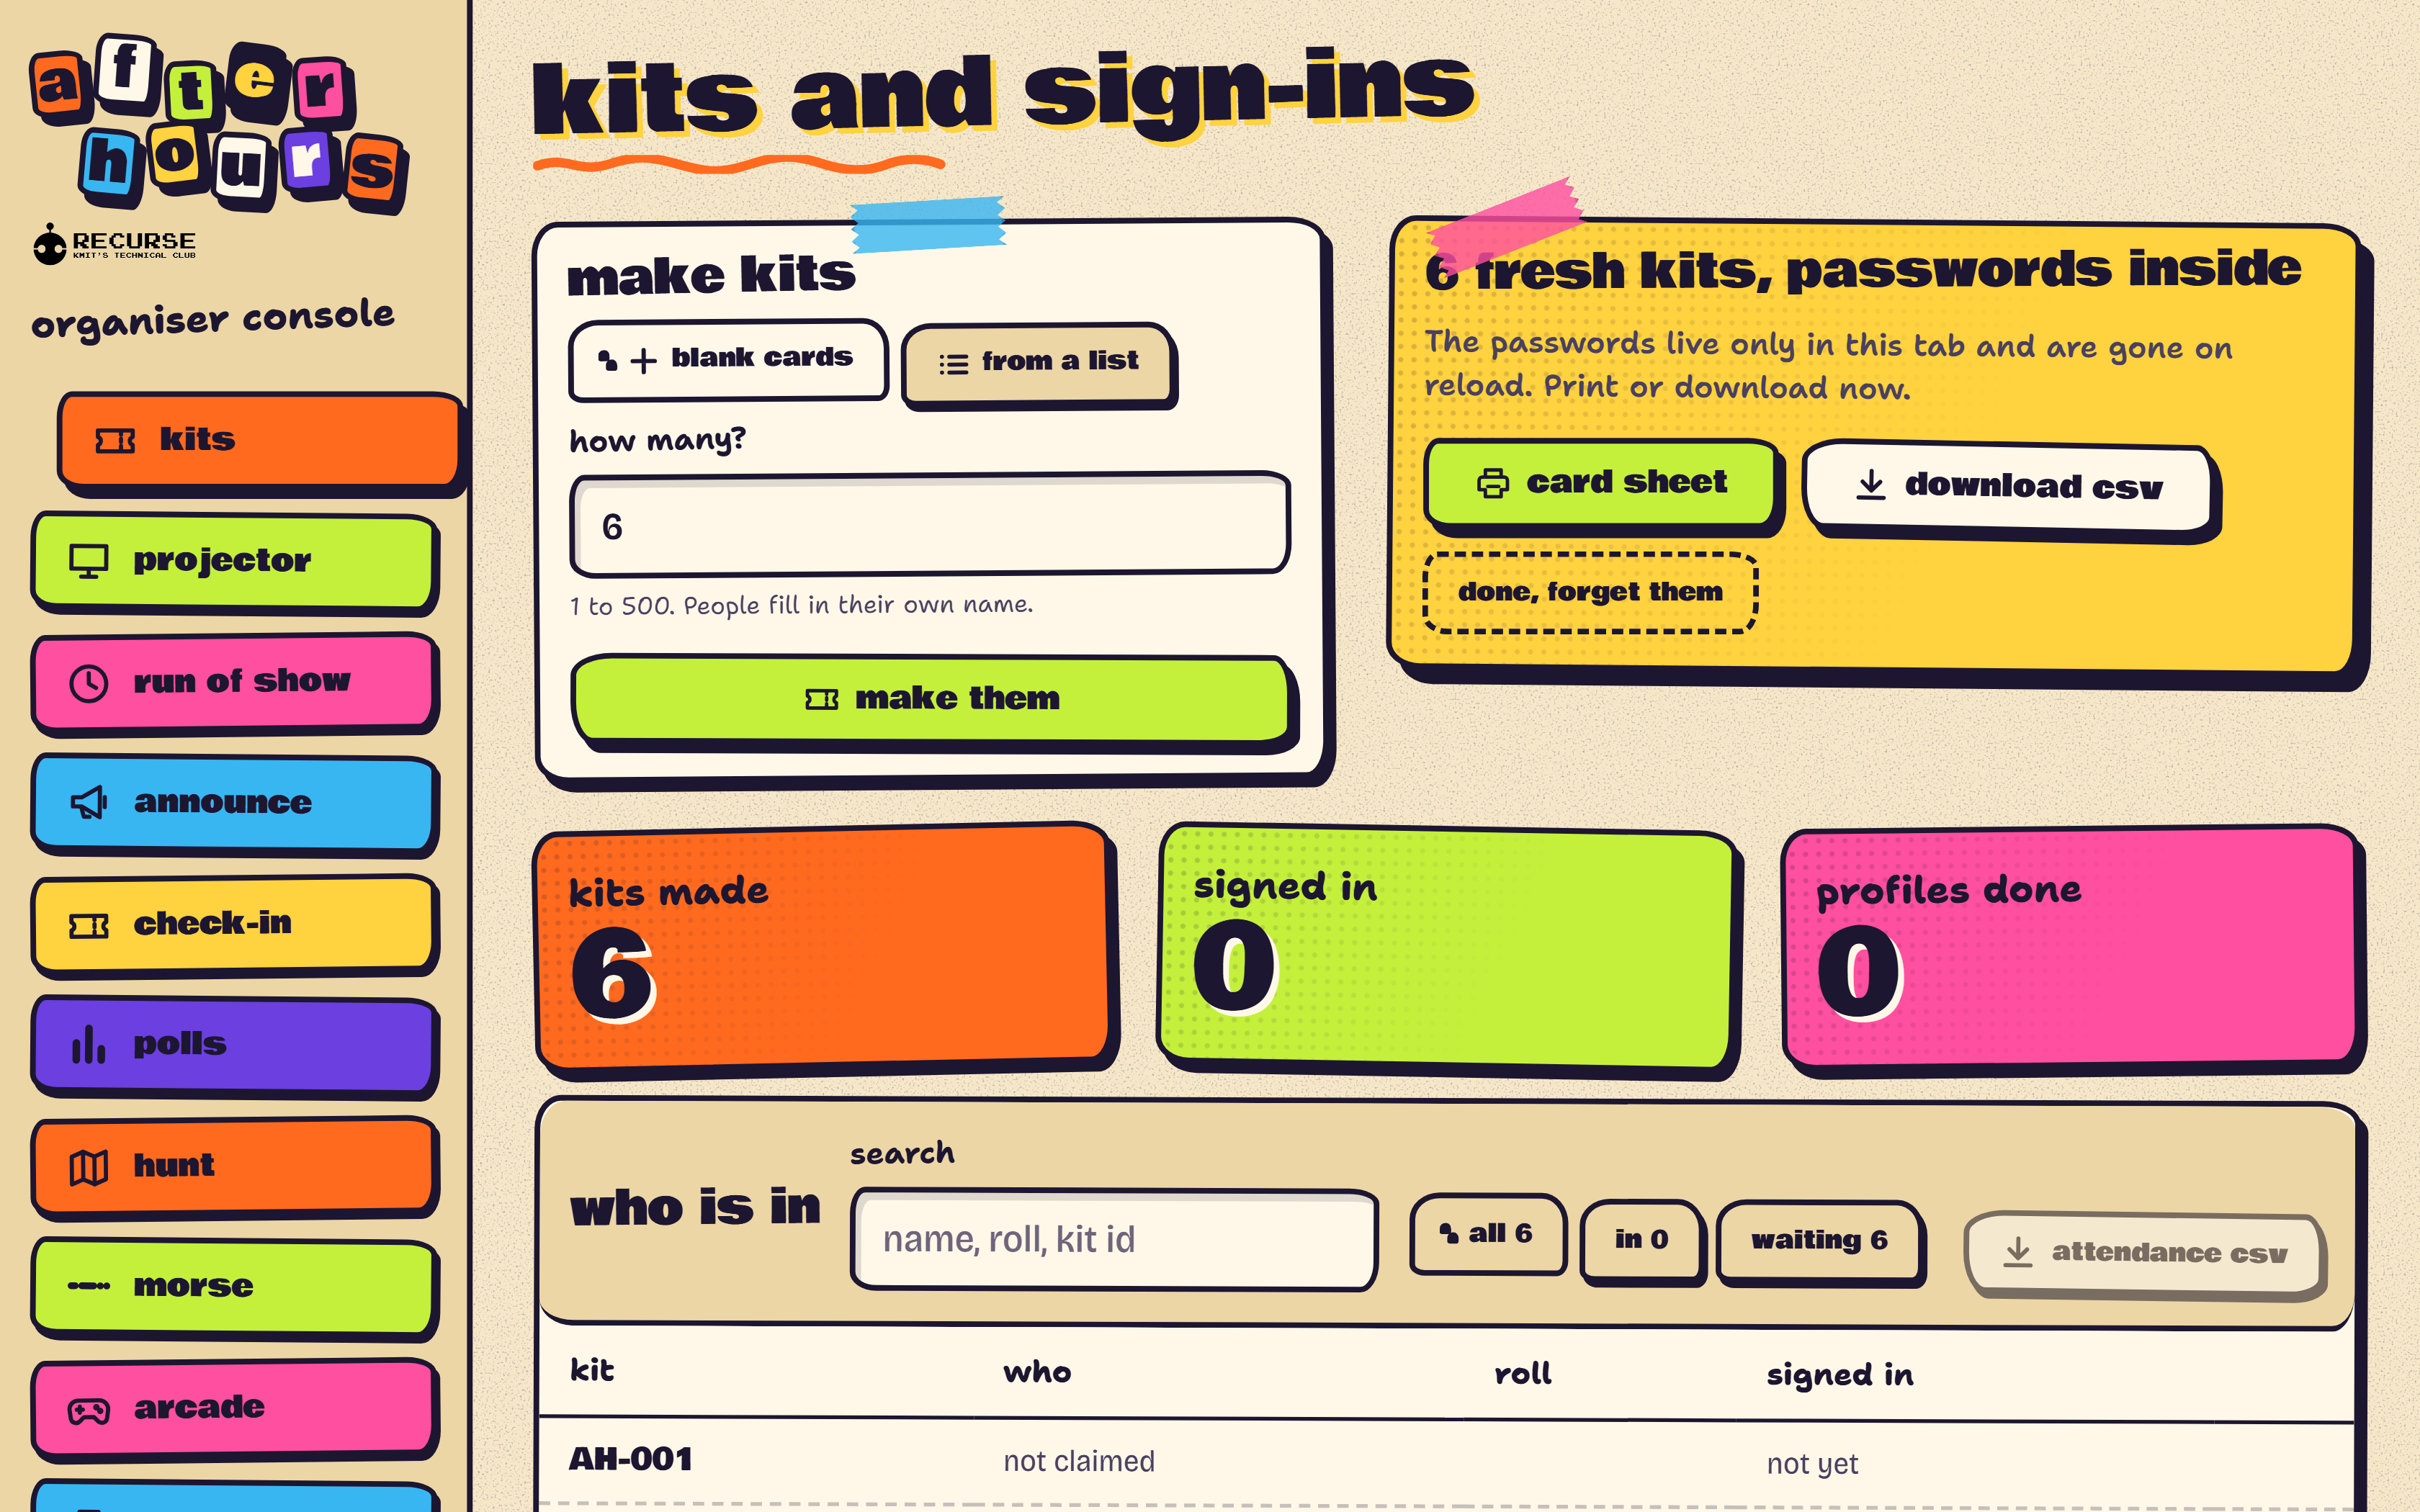 after
hours
RECURSE
KMIT'S TECHNICAL CLUB
organiser console
kits
projector
run of show
announce
check-in
polls
hunt
morse
arcade
kits and sign-ins
make kits
blank cards
from a list
how many?
6
1 to 500. People fill in their own name.
make them
6 fresh kits, passwords inside
The passwords live only in this tab and are gone on
reload. Print or download now.
card sheet
download csv
done, forget them
kits made
6
signed in
0
profiles done
0
who is in
search
name, roll, kit id
all 6
in 0
waiting 6
attendance csv
kit who roll signed in
AH-001 not claimed not yet